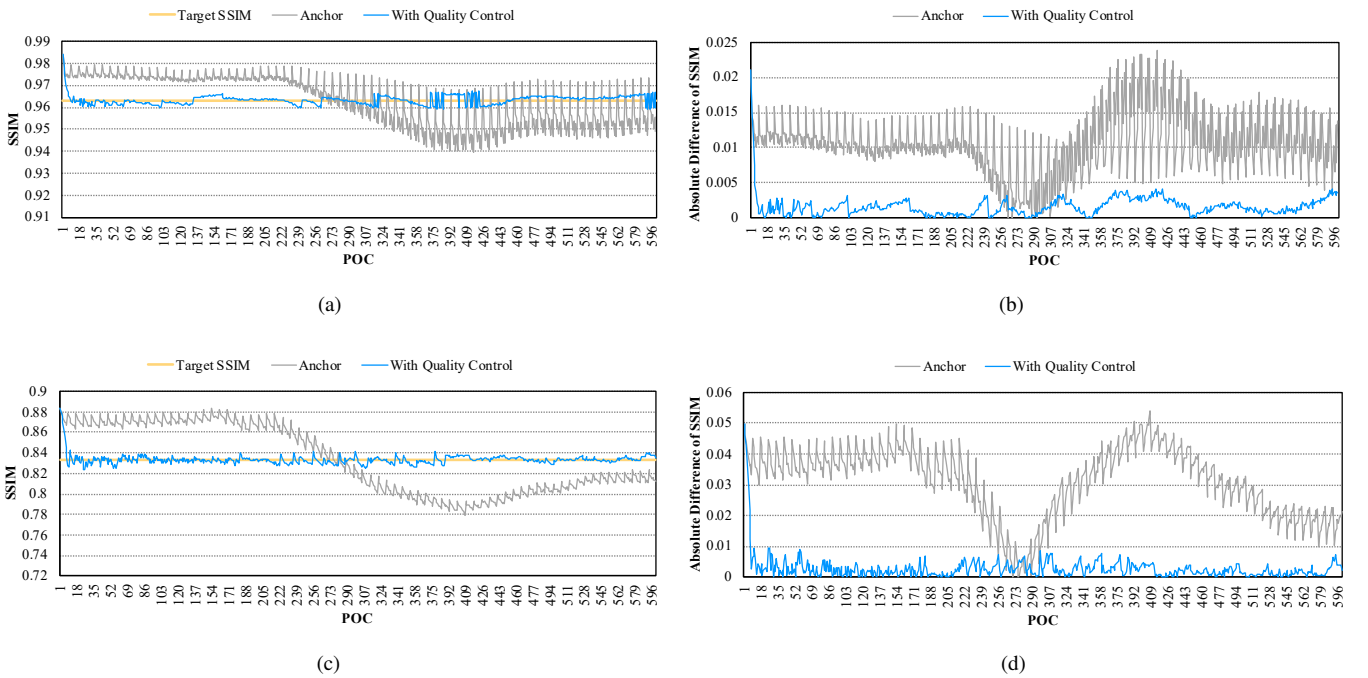 Target SSIM Anchor With Quality Control
SSIM
0.99
0.98
0.97
0.96
0.95
0.94
0.93
0.92
0.91
1 18 35 52 69 86 103 120 137 154 171 188 205 222 239 256 273 290 307 324 341 358 375 392 409 426 443 460 477 494 511 528 545 562 579 596
POC
(a)
Anchor With Quality Control
Absolute Difference of SSIM
0.025
0.02
0.015
0.01
0.005
0
1 18 35 52 69 86 103 120 137 154 171 188 205 222 239 256 273 290 307 324 341 358 375 392 409 426 443 460 477 494 511 528 545 562 579 596
POC
(b)
Target SSIM Anchor With Quality Control
SSIM
0.9
0.88
0.86
0.84
0.82
0.8
0.78
0.76
0.74
0.72
1 18 35 52 69 86 103 120 137 154 171 188 205 222 239 256 273 290 307 324 341 358 375 392 409 426 443 460 477 494 511 528 545 562 579 596
POC
(c)
Anchor With Quality Control
Absolute Difference of SSIM
0.06
0.05
0.04
0.03
0.02
0.01
0
1 18 35 52 69 86 103 120 137 154 171 188 205 222 239 256 273 290 307 324 341 358 375 392 409 426 443 460 477 494 511 528 545 562 579 596
POC
(d)